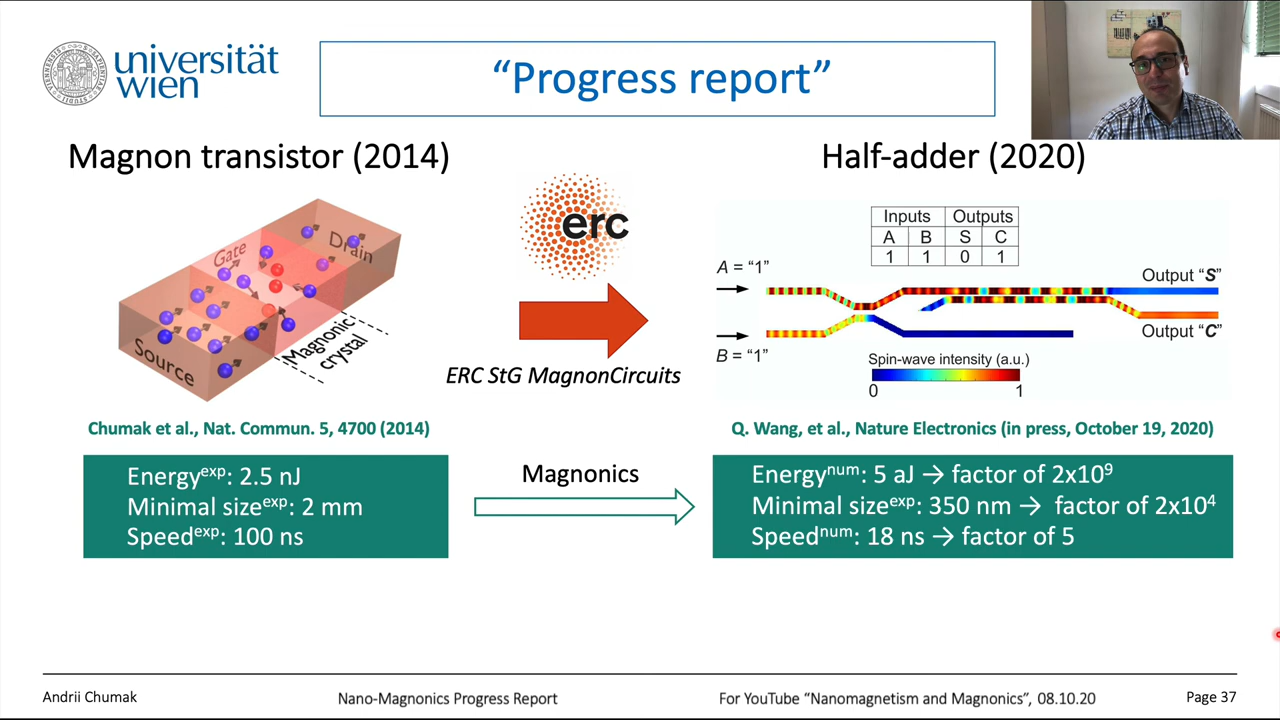 universität
wien
“Progress report”
Magnon transistor (2014)
Gate
Drain
Source
Magnonic
crystal
erc
ERC StG MagnonCircuits
Half-adder (2020)
Inputs Outputs
A B S C
1 1 0 1
A = “1”
B = “1”
Output “S”
Output “C”
Spin-wave intensity (a.u.)
0 1
Chumak et al., Nat. Commun. 5, 4700 (2014)
Q. Wang, et al., Nature Electronics (in press, October 19, 2020)
Energyᵉˣᵖ: 2.5 nJ
Minimal sizeᵉˣᵖ: 2 mm
Speedᵉˣᵖ: 100 ns
Magnonics
Energyⁿᵘᵐ: 5 aJ → factor of 2x10⁹
Minimal sizeᵉˣᵖ: 350 nm → factor of 2x10⁴
Speedⁿᵘᵐ: 18 ns → factor of 5
Andrii Chumak
Nano-Magnonics Progress Report
For YouTube “Nanomagnetism and Magnonics”, 08.10.20
Page 37